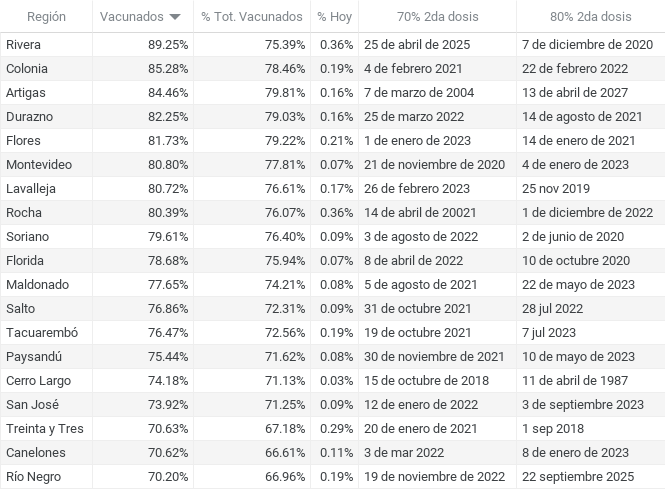 Región Vacunados % Tot. Vacunados % Hoy 70% 2da dosis 80% 2da dosis
Rivera 89.25% 75.39% 0.36% 25 de abril de 2025 7 de diciembre de 2020
Colonia 85.28% 78.46% 0.19% 4 de febrero 2021 22 de febrero 2022
Artigas 84.46% 79.81% 0.16% 7 de marzo de 2004 13 de abril de 2027
Durazno 82.25% 79.03% 0.16% 25 de marzo 2022 14 de agosto de 2021
Flores 81.73% 79.22% 0.21% 1 de enero de 2023 14 de enero de 2021
Montevideo 80.80% 77.81% 0.07% 21 de noviembre de 2020 4 de enero de 2023
Lavalleja 80.72% 76.61% 0.17% 26 de febrero 2023 25 nov 2019
Rocha 80.39% 76.07% 0.36% 14 de abril de 20021 1 de diciembre de 2022
Soriano 79.61% 76.40% 0.09% 3 de agosto de 2022 2 de junio de 2020
Florida 78.68% 75.94% 0.07% 8 de abril de 2022 10 de octubre 2020
Maldonado 77.65% 74.21% 0.08% 5 de agosto de 2021 22 de mayo de 2023
Salto 76.86% 72.31% 0.09% 31 de octubre 2021 28 jul 2022
Tacuarembó 76.47% 72.56% 0.19% 19 de octubre 2021 7 jul 2023
Paysandú 75.44% 71.62% 0.08% 30 de noviembre de 2021 10 de mayo de 2023
Cerro Largo 74.18% 71.13% 0.03% 15 de octubre de 2018 11 de abril de 1987
San José 73.92% 71.25% 0.09% 12 de enero de 2022 3 de septiembre 2023
Treinta y Tres 70.63% 67.18% 0.29% 20 de enero de 2021 1 sep 2018
Canelones 70.62% 66.61% 0.11% 3 de mar 2022 8 de enero de 2023
Río Negro 70.20% 66.96% 0.19% 19 de noviembre de 2022 22 septiembre 2025